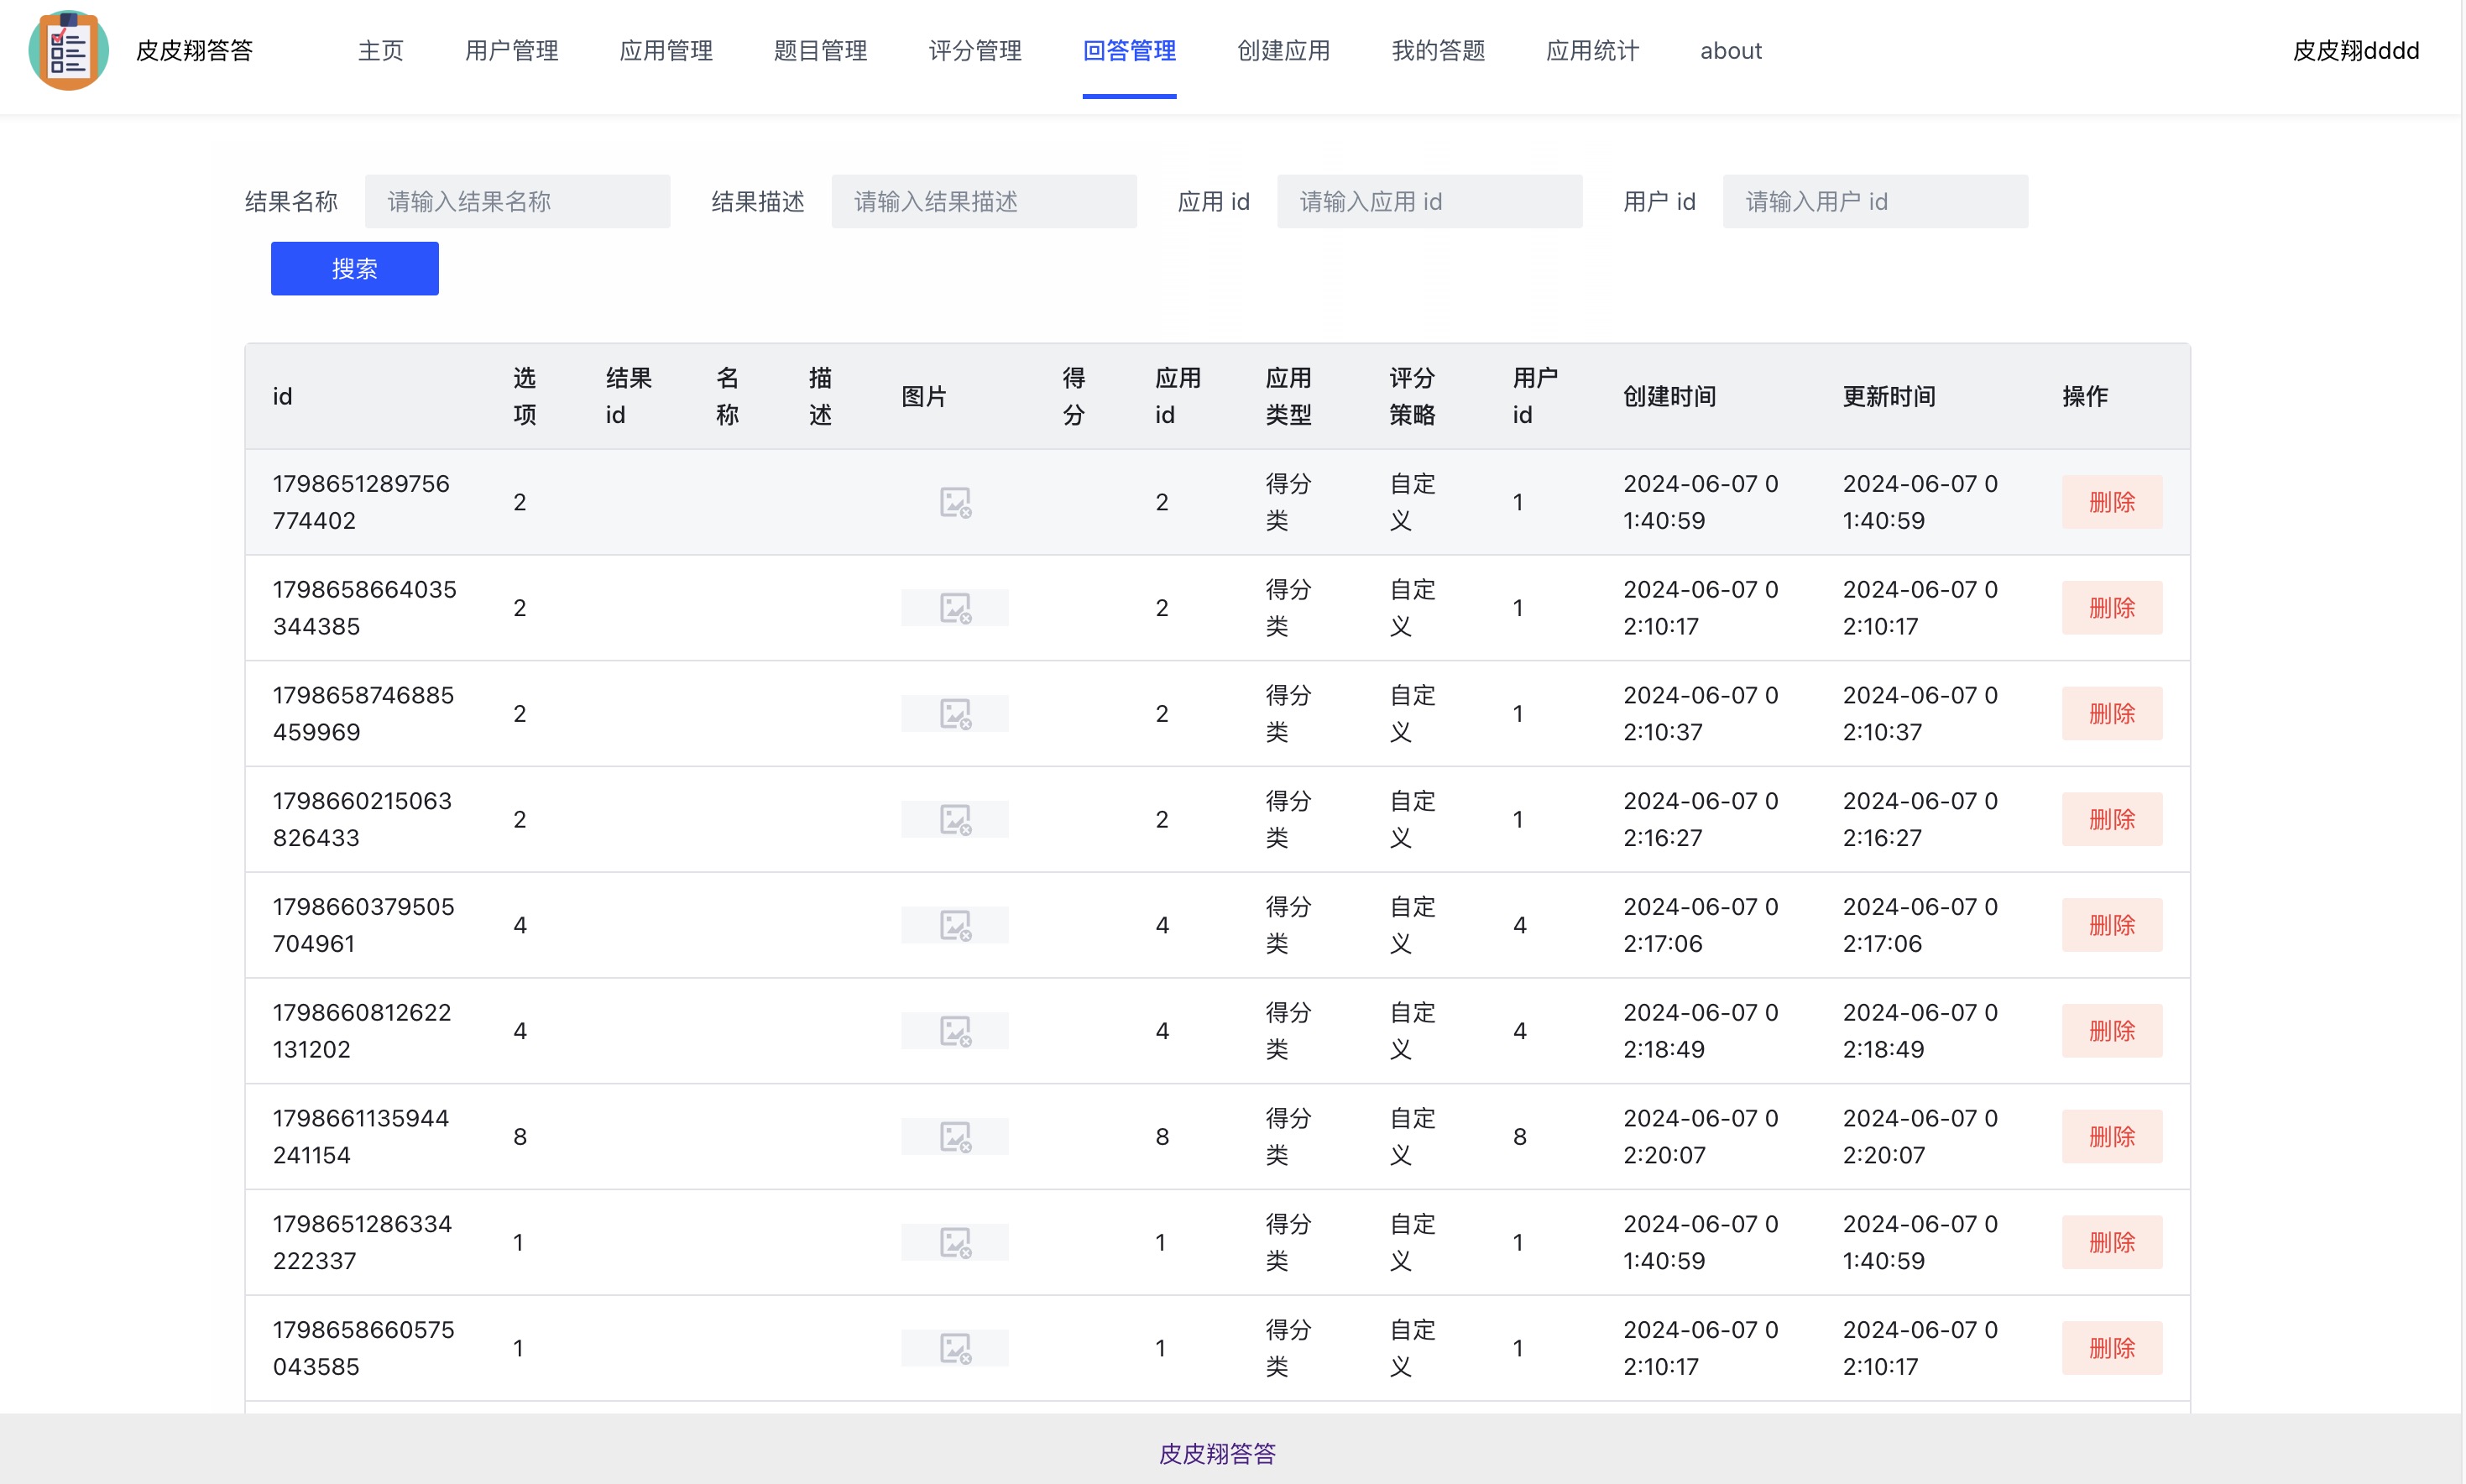 皮皮翔答答 主页 用户管理 应用管理 题目管理 评分管理 回答管理 创建应用 我的答题 应用统计 about 皮皮翔dddd
结果名称 请输入结果名称 结果描述 请输入结果描述 应用 id 请输入应用 id 用户 id 请输入用户 id
搜索
id 选项 结果 id 名称 描述 图片 得分 应用 id 应用类型 评分策略 用户 id 创建时间 更新时间 操作
1798651289756774402 2 2 得分类 自定义 1 2024-06-07 01:40:59 2024-06-07 01:40:59 删除
1798658664035344385 2 2 得分类 自定义 1 2024-06-07 02:10:17 2024-06-07 02:10:17 删除
1798658746885459969 2 2 得分类 自定义 1 2024-06-07 02:10:37 2024-06-07 02:10:37 删除
1798660215063826433 2 2 得分类 自定义 1 2024-06-07 02:16:27 2024-06-07 02:16:27 删除
1798660379505704961 4 4 得分类 自定义 4 2024-06-07 02:17:06 2024-06-07 02:17:06 删除
1798660812622131202 4 4 得分类 自定义 4 2024-06-07 02:18:49 2024-06-07 02:18:49 删除
1798661135944241154 8 8 得分类 自定义 8 2024-06-07 02:20:07 2024-06-07 02:20:07 删除
1798651286334222337 1 1 得分类 自定义 1 2024-06-07 01:40:59 2024-06-07 01:40:59 删除
1798658660575043585 1 1 得分类 自定义 1 2024-06-07 02:10:17 2024-06-07 02:10:17 删除
皮皮翔答答